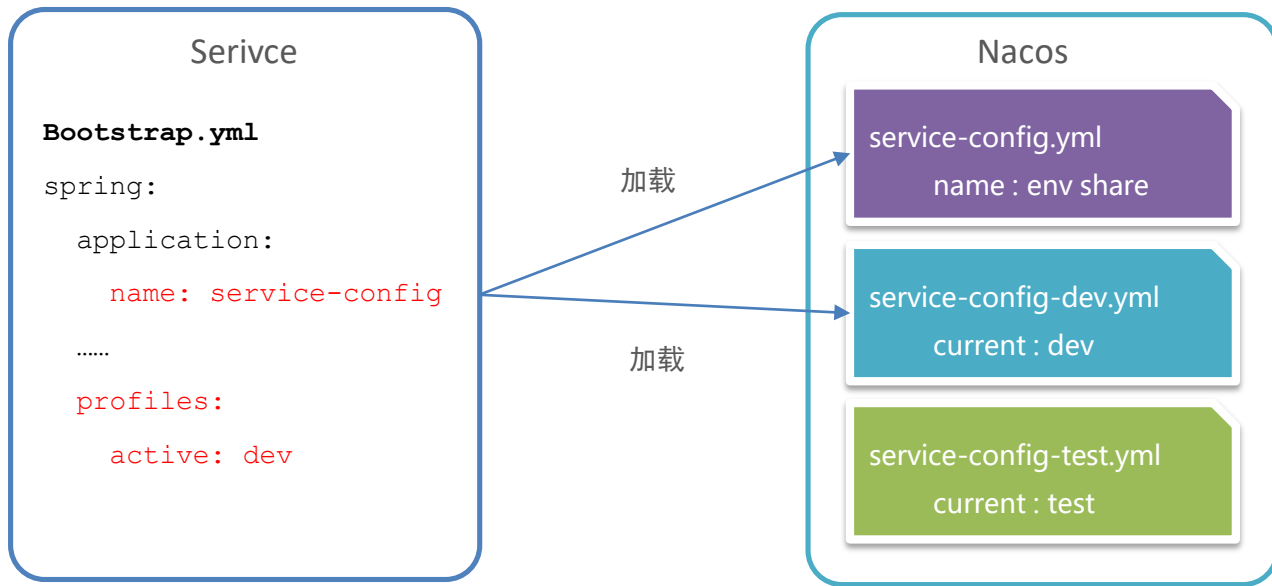 Serivce
Bootstrap.yml
spring:
application:
name: service-config
……
profiles:
active: dev
加载
加载
Nacos
service-config.yml
name : env share
service-config-dev.yml
current : dev
service-config-test.yml
current : test